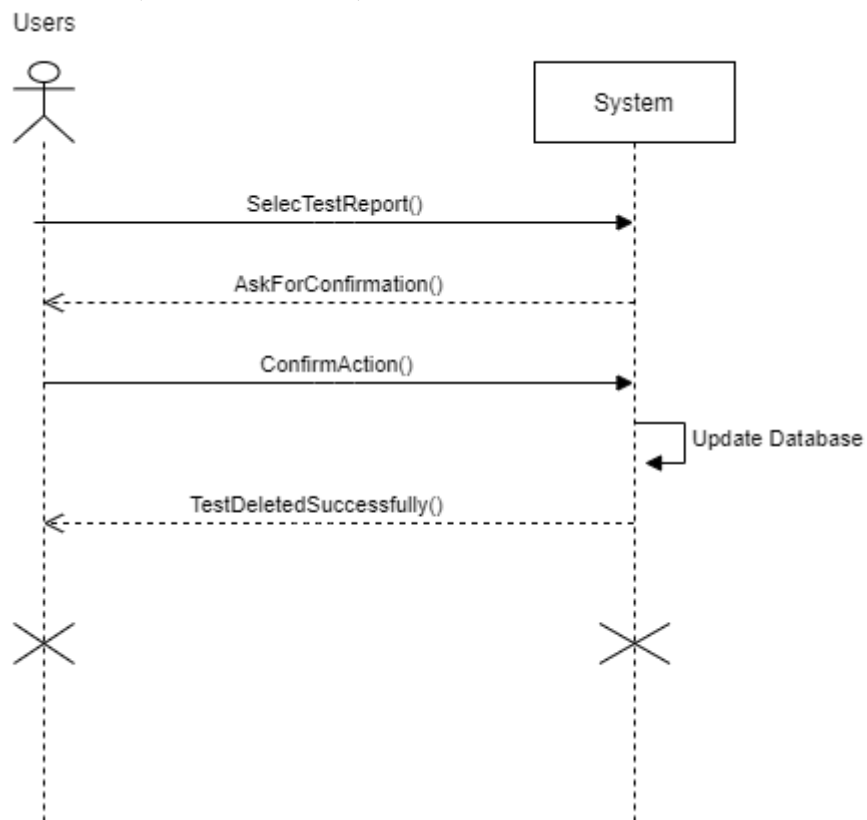 Users
System
SelecTestReport()
AskForConfirmation()
ConfirmAction()
Update Database
TestDeletedSuccessfully()